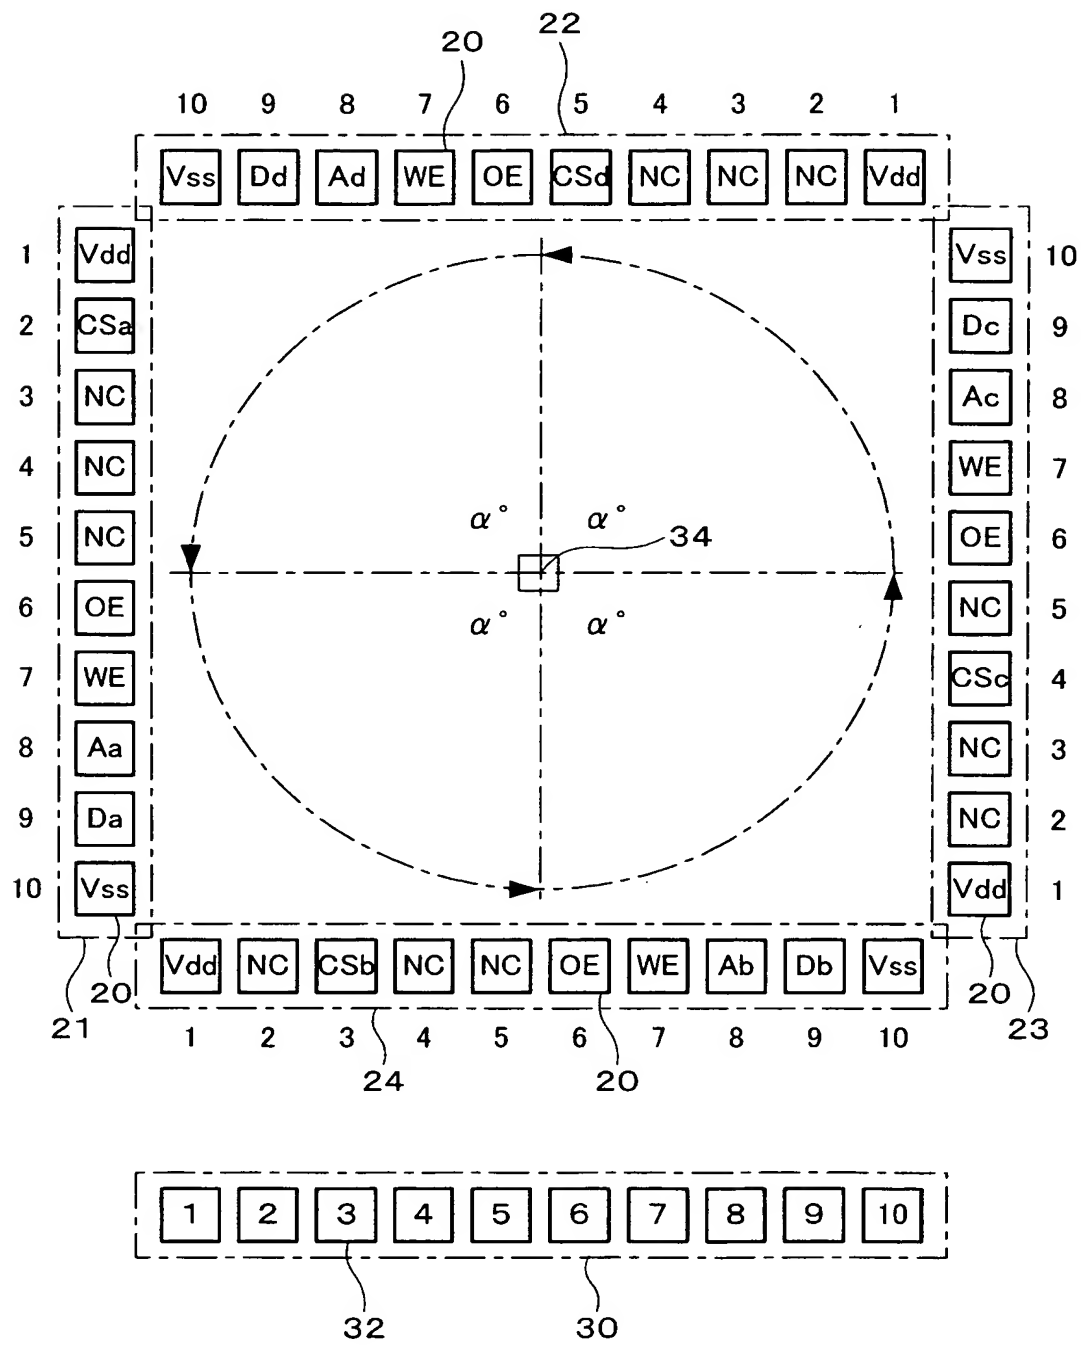 22
20
10 9 8 7 6 5 4 3 2 1
Vss Dd Ad WE OE CSd NC NC NC Vdd
1 Vdd Vss 10
2 CSa Dc 9
3 NC Ac 8
4 NC WE 7
5 NC OE 6
α° α°
34
6 OE NC 5
α° α°
7 WE CSc 4
8 Aa NC 3
9 Da NC 2
10 Vss Vdd 1
Vdd NC CSb NC NC OE WE Ab Db Vss
20 20
21 23
1 2 3 4 5 6 7 8 9 10
24 20
1 2 3 4 5 6 7 8 9 10
32 30